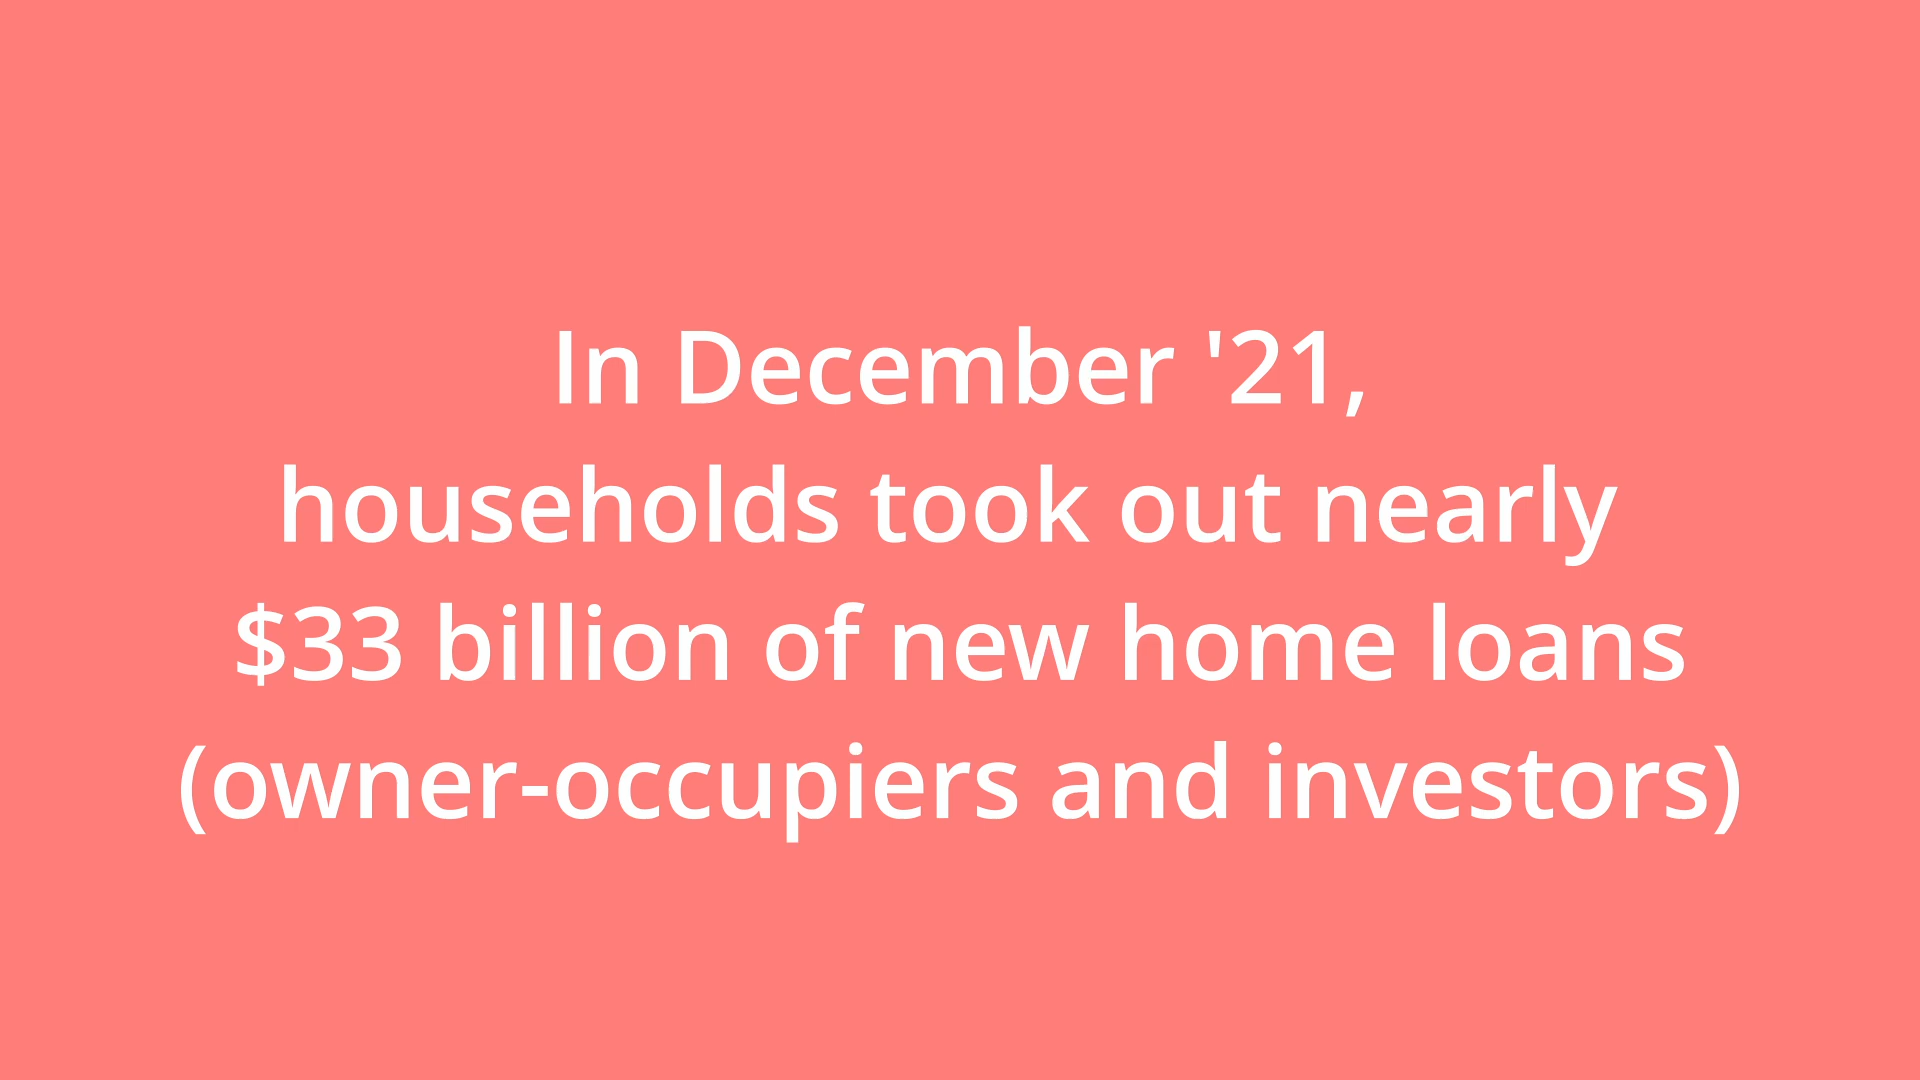 In December '21,
households took out nearly
$33 billion of new home loans
(owner-occupiers and investors)